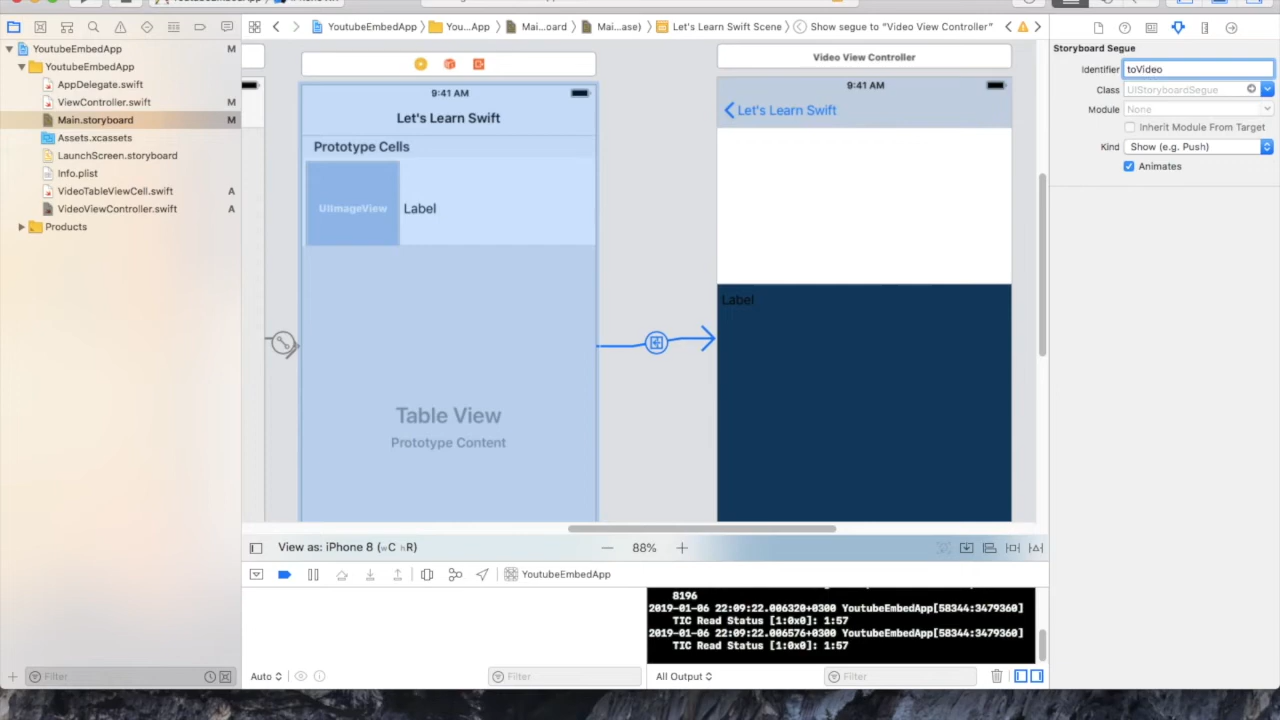 YoutubeEmbedApp
You...App
Mai...oard
Mai...ase)
Let's Learn Swift Scene
Show segue to "Video View Controller"
YoutubeEmbedApp M
YoutubeEmbedApp
AppDelegate.swift
ViewController.swift M
Main.storyboard M
Assets.xcassets
LaunchScreen.storyboard
Info.plist
VideoTableViewCell.swift A
VideoViewController.swift A
Products
Filter
9:41 AM
Let's Learn Swift
Prototype Cells
UIImageView
Label
Table View
Prototype Content
Video View Controller
9:41 AM
Let's Learn Swift
Label
View as: iPhone 8 (wC hR)
88%
YoutubeEmbedApp
8196
2019-01-06 22:09:22.006320+0300 YoutubeEmbedApp[58344:3479360]
TIC Read Status [1:0x0]: 1:57
2019-01-06 22:09:22.006576+0300 YoutubeEmbedApp[58344:3479360]
TIC Read Status [1:0x0]: 1:57
Auto
Filter
All Output
Filter
Storyboard Segue
Identifier toVideo
Class UIStoryboardSegue
Module None
Inherit Module From Target
Kind Show (e.g. Push)
Animates